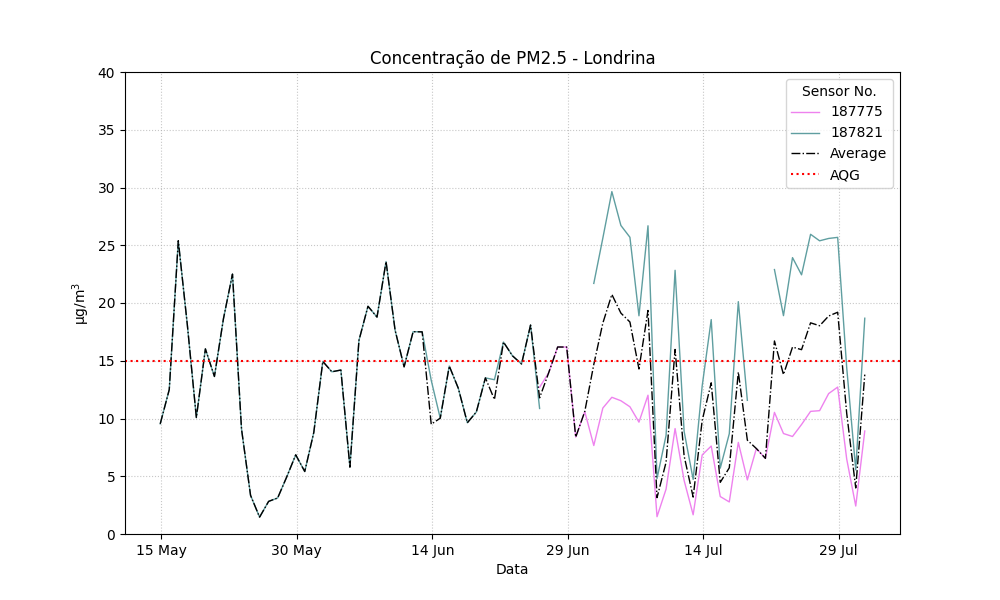 Concentração de PM2.5 - Londrina
40
35
30
25
20
15
10
5
0
µg/m³
Sensor No.
187775
187821
Average
AQG
15 May
30 May
14 Jun
29 Jun
14 Jul
29 Jul
Data